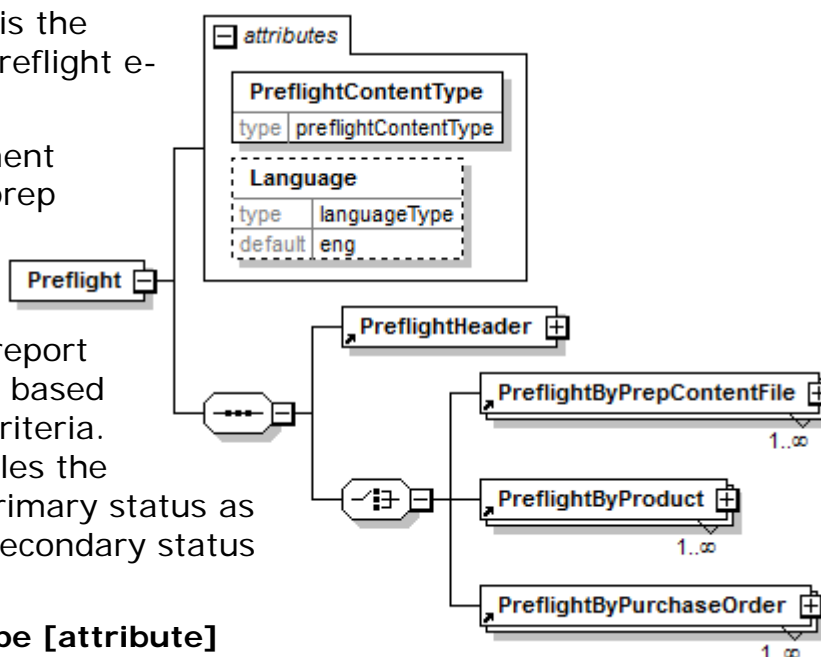 is the
reflight e-
ment
prep
report
based
riteria.
les the
rimary status as
econdary status
pe [attribute]
attributes
PreflightContentType
type preflightContentType
Language
type languageType
default eng
Preflight
PreflightHeader
PreflightByPrepContentFile
1..∞
PreflightByProduct
1..∞
PreflightByPurchaseOrder
1..∞